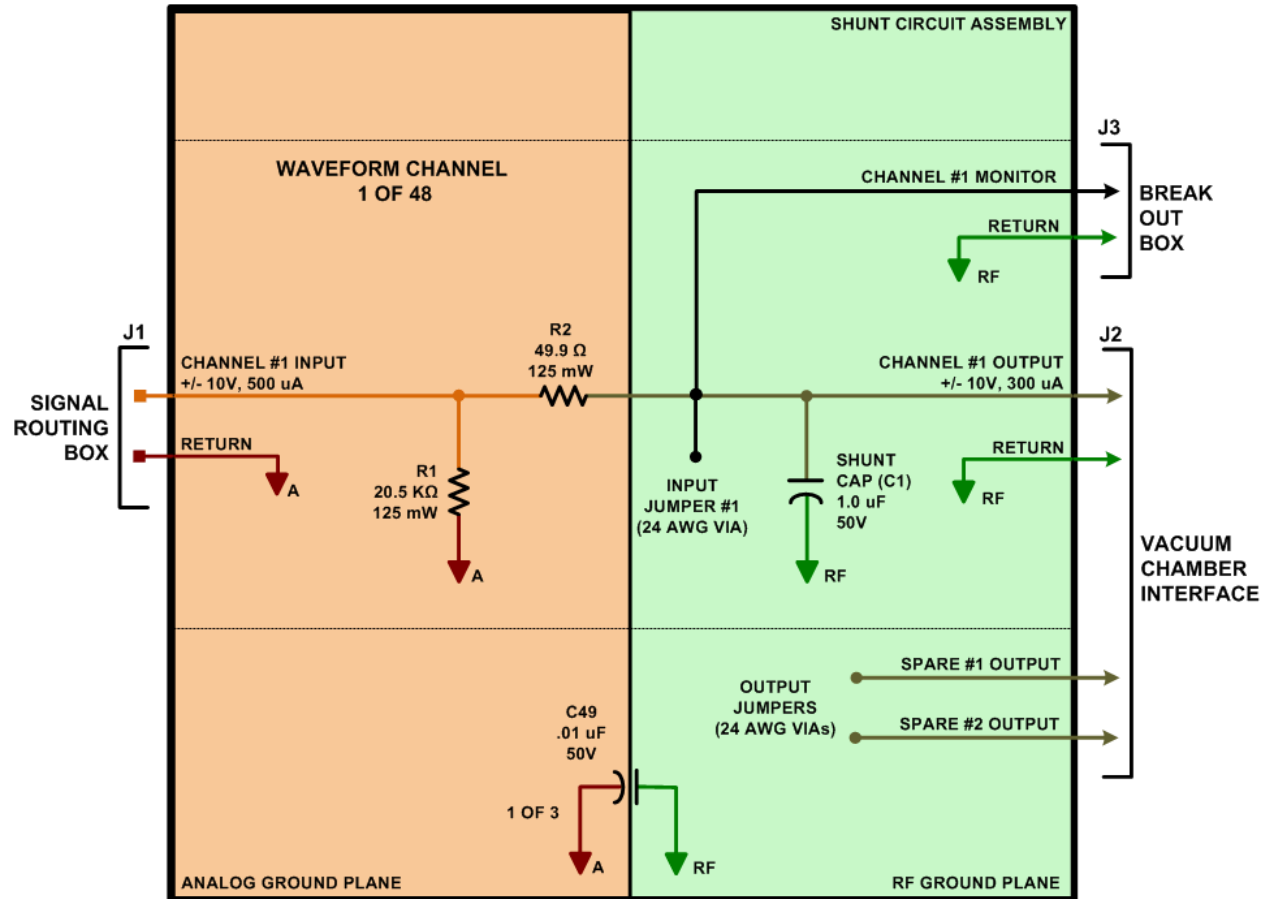 SHUNT CIRCUIT ASSEMBLY
WAVEFORM CHANNEL
1 OF 48
J3
CHANNEL #1 MONITOR
RETURN
RF
BREAK
OUT
BOX
J1
CHANNEL #1 INPUT
+/- 10V, 500 uA
SIGNAL
ROUTING
BOX
RETURN
A
R2
49.9 Ω
125 mW
R1
20.5 KΩ
125 mW
A
INPUT
JUMPER #1
(24 AWG VIA)
SHUNT
CAP (C1)
1.0 uF
50V
RF
J2
CHANNEL #1 OUTPUT
+/- 10V, 300 uA
RETURN
RF
VACUUM
CHAMBER
INTERFACE
SPARE #1 OUTPUT
OUTPUT
JUMPERS
(24 AWG VIAs)
SPARE #2 OUTPUT
C49
.01 uF
50V
1 OF 3
A
RF
ANALOG GROUND PLANE
RF GROUND PLANE